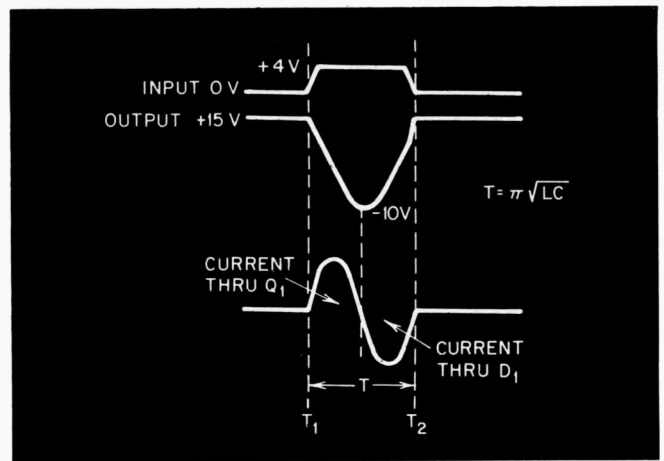 +4V
INPUT 0V
OUTPUT +15V
T = π√LC
-10V
CURRENT
THRU Q1
CURRENT
THRU D1
T
T1
T2